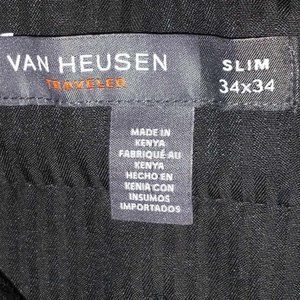 VAN HEUSEN
TRAVELER
SLIM
34x34
MADE IN
KENYA
FABRIQUÉ AU
KENYA
HECHO EN
KENIA CON
INSUMOS
IMPORTADOS